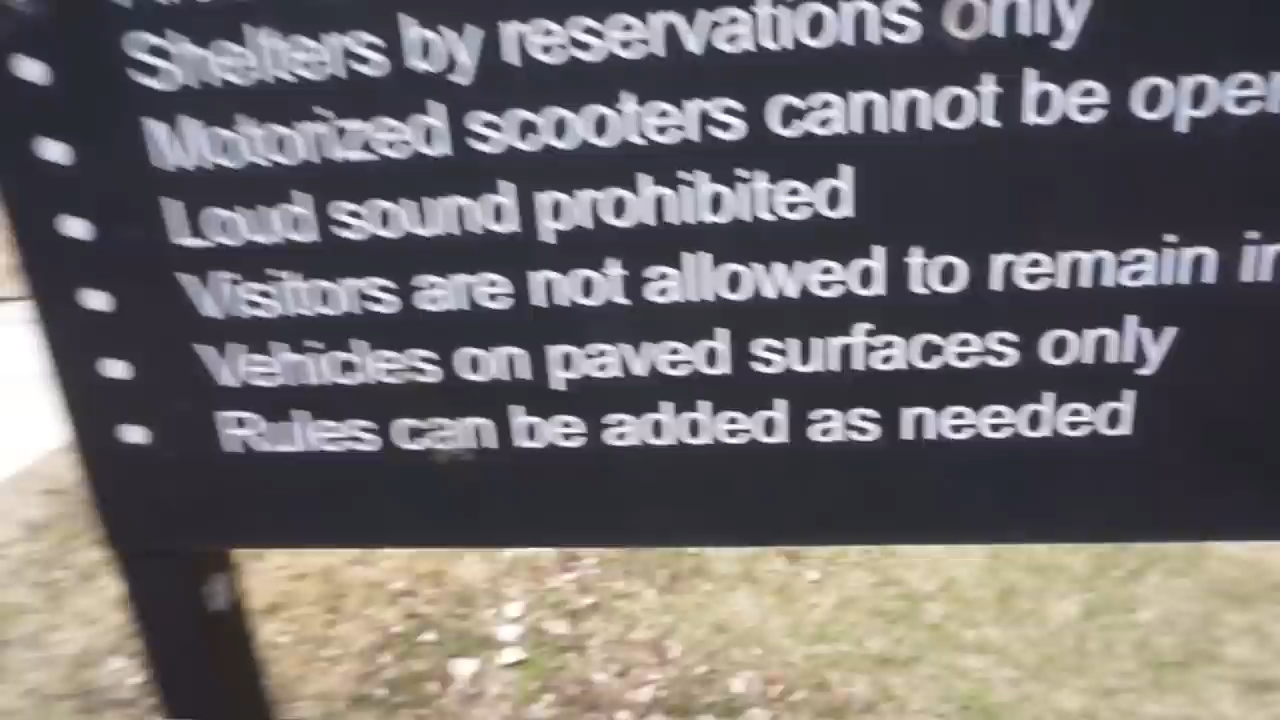 Shelters by reservations only
Motorized scooters cannot be oper
Loud sound prohibited
Visitors are not allowed to remain in
Vehicles on paved surfaces only
Rules can be added as needed